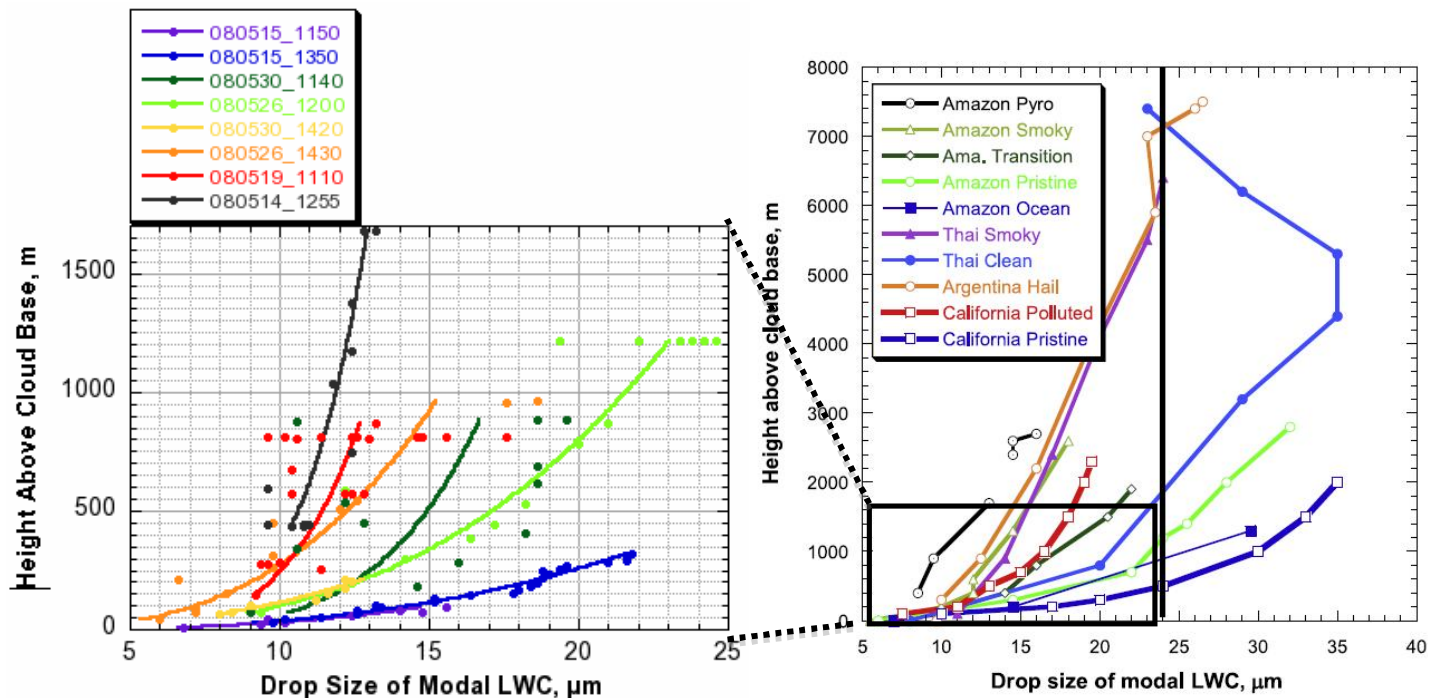 080515_1150
080515_1350
080530_1140
080526_1200
080530_1420
080526_1430
080519_1110
080514_1255
Height Above Cloud Base, m
1500
1000
500
0
5 10 15 20 25
Drop Size of Modal LWC, µm
Height above cloud base, m
8000
7000
6000
5000
4000
3000
2000
1000
0
Amazon Pyro
Amazon Smoky
Ama. Transition
Amazon Pristine
Amazon Ocean
Thai Smoky
Thai Clean
Argentina Hail
California Polluted
California Pristine
5 10 15 20 25 30 35 40
Drop size of modal LWC, µm